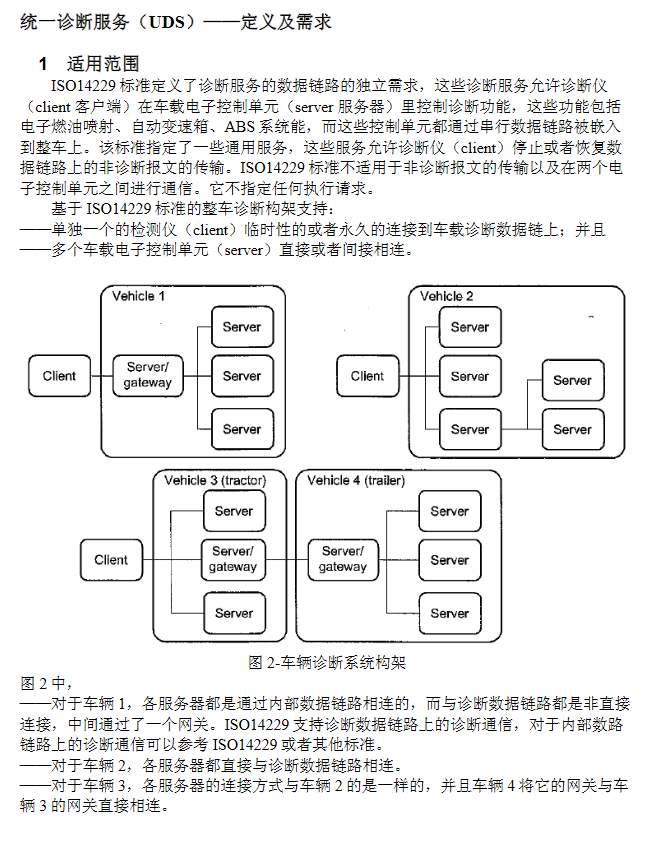 统一诊断服务（UDS）——定义及需求
1 适用范围
ISO14229 标准定义了诊断服务的数据链路的独立需求，这些诊断服务允许诊断仪
（client 客户端）在车载电子控制单元（server 服务器）里控制诊断功能，这些功能包括
电子燃油喷射、自动变速箱、ABS 系统能，而这些控制单元都通过串行数据链路被嵌入
到整车上。该标准指定了一些通用服务，这些服务允许诊断仪（client）停止或者恢复数
据链路上的非诊断报文的传输。ISO14229 标准不适用于非诊断报文的传输以及在两个电
子控制单元之间进行通信。它不指定任何执行请求。
基于 ISO14229 标准的整车诊断构架支持：
——单独一个的检测仪（client）临时性的或者永久的连接到车载诊断数据链上；并且
——多个车载电子控制单元（server）直接或者间接相连。
Vehicle 1
Server
Client
Server/
gateway
Server
Server
Vehicle 2
Server
Client
Server
Server
Server
Server
Vehicle 3 (tractor)
Server
Client
Server/
gateway
Server
Vehicle 4 (trailer)
Server
Server/
gateway
Server
Server
图 2-车辆诊断系统构架
图 2 中，
——对于车辆 1，各服务器都是通过内部数据链路相连的，而与诊断数据链路都是非直接
连接，中间通过了一个网关。ISO14229 支持诊断数据链路上的诊断通信，对于内部数路
链路上的诊断通信可以参考 ISO14229 或者其他标准。
——对于车辆 2，各服务器都直接与诊断数据链路相连。
——对于车辆 3，各服务器的连接方式与车辆 2 的是一样的，并且车辆 4 将它的网关与车
辆 3 的网关直接相连。